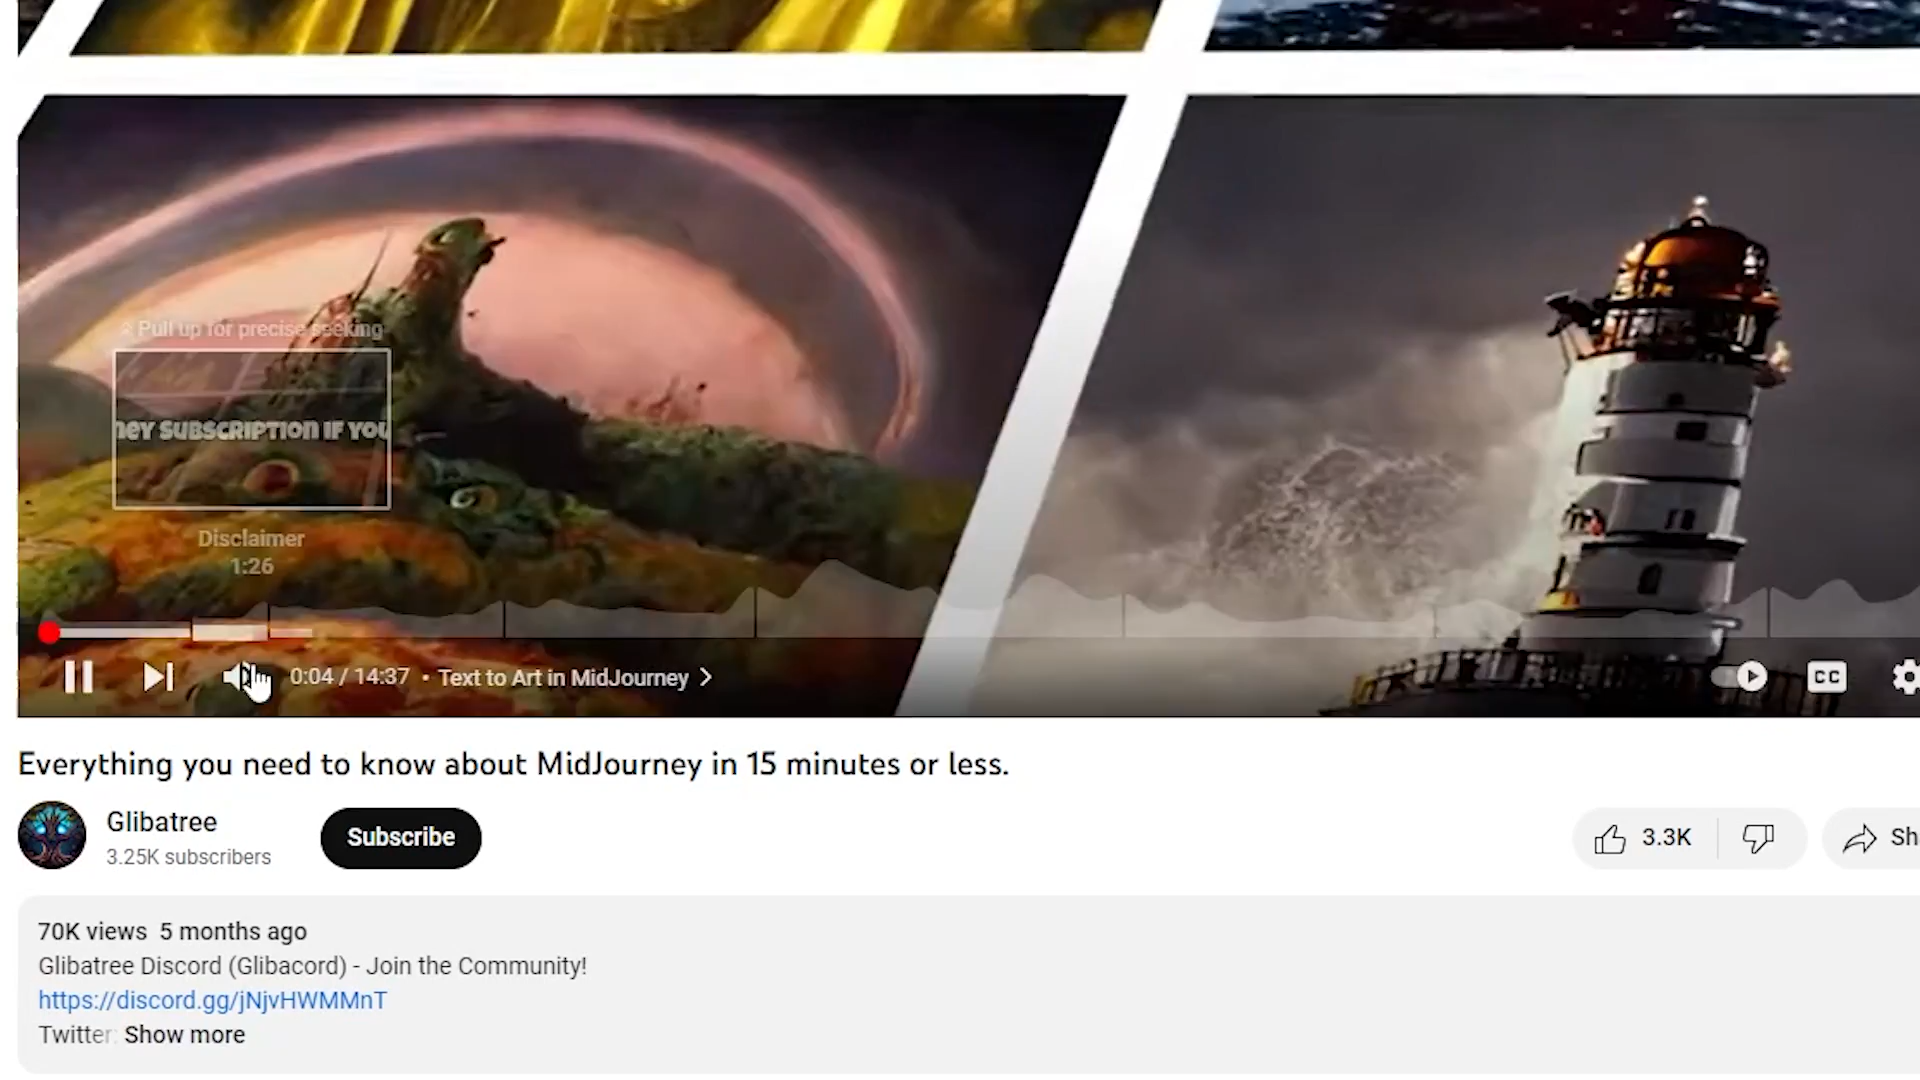 Pull up for precise seeking
ney subscription if you
Disclaimer
1:26
0:04 / 14:37 • Text to Art in MidJourney
CC
Everything you need to know about MidJourney in 15 minutes or less.
Glibatree
3.25K subscribers
Subscribe
3.3K
Sh
70K views 5 months ago
Glibatree Discord (Glibacord) - Join the Community!
https://discord.gg/jNjvHWMMnT
Twitter: Show more